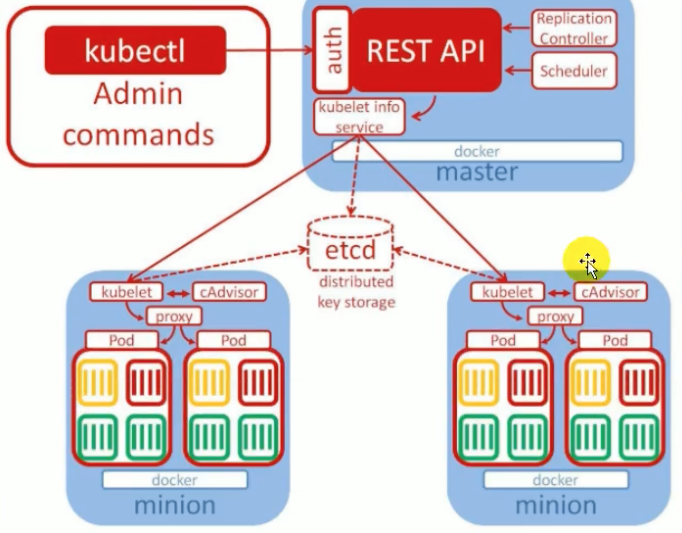 kubectl
Admin
commands
auth
REST API
Replication
Controller
Scheduler
kubelet info
service
docker
master
etcd
distributed
key storage
kubelet
cAdvisor
proxy
Pod
Pod
docker
minion
kubelet
cAdvisor
proxy
Pod
Pod
docker
minion